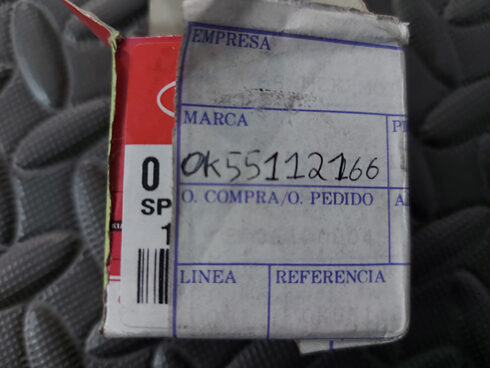 EMPRESA
MARCA
0K55112166
O. COMPRA/O. PEDIDO
LINEA
REFERENCIA
0
SP
1